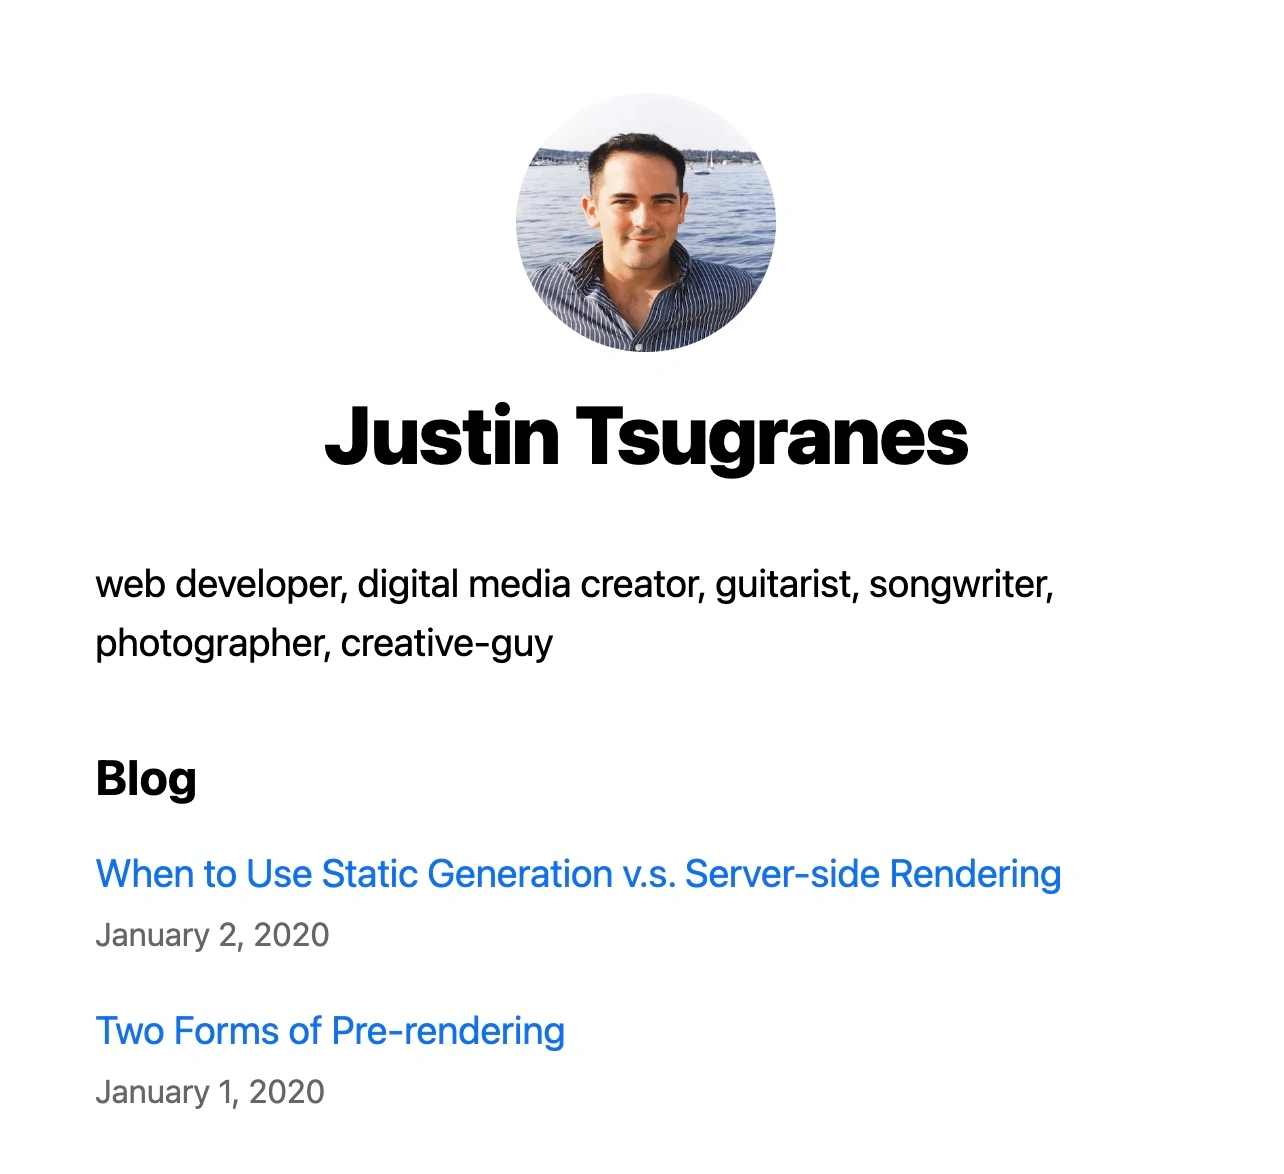 Justin Tsugranes
web developer, digital media creator, guitarist, songwriter,
photographer, creative-guy
Blog
When to Use Static Generation v.s. Server-side Rendering
January 2, 2020
Two Forms of Pre-rendering
January 1, 2020